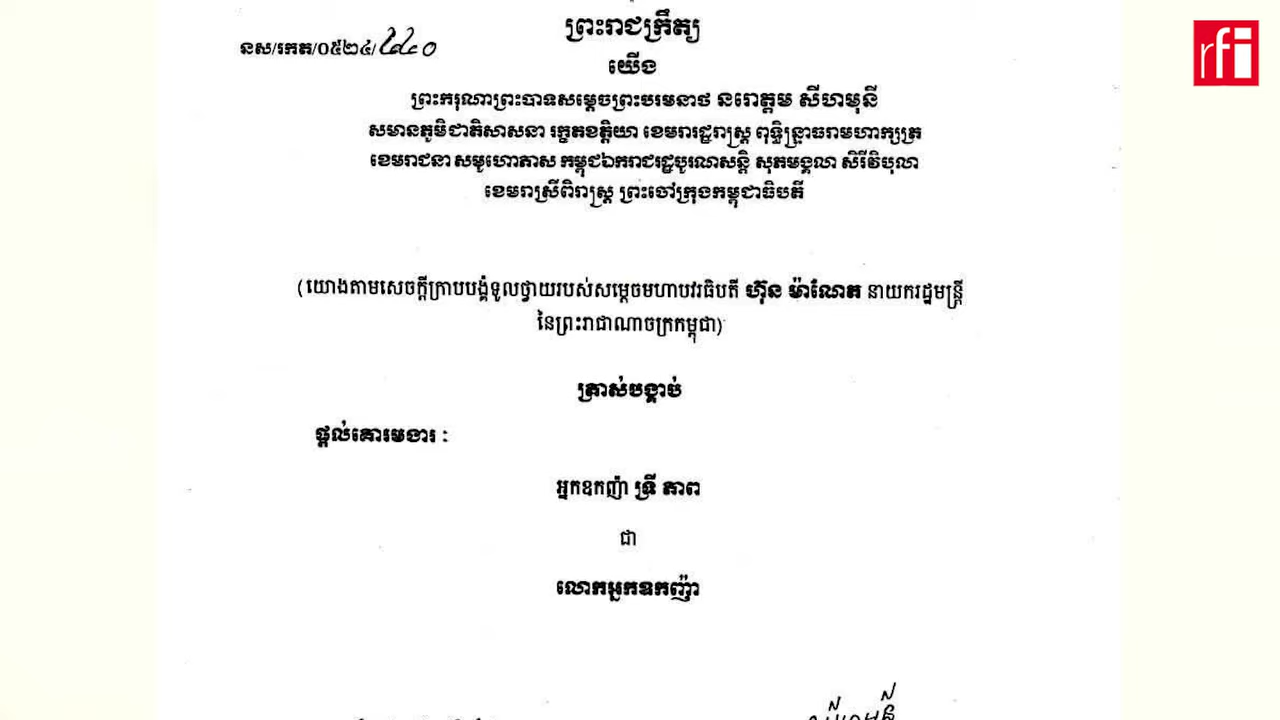 ព្រះរាជក្រឹត្យ
នស/រកត/០៥២៤/
យើង
ព្រះករុណាព្រះបាទសម្តេចព្រះបរមនាថ នរោត្តម សីហមុនី
សមានភូមិជាតិសាសនា រក្ខតខត្តិយា ខេមរារដ្ឋរាស្ត្រ ពុទ្ធិន្ទ្រាធរាមហាក្សត្រ
ខេមរាជនា សមូហោភាស កម្ពុជឯករាជរដ្ឋបូរណសន្តិ សុភមង្គលា សិរីវិបុលា
ខេមរាស្រីពិរាស្ត្រ ព្រះចៅក្រុងកម្ពុជាធិបតី
(យោងតាមសេចក្តីក្រាបបង្គំទូលថ្វាយរបស់សម្តេចមហាបវរធិបតី ហ៊ុន ម៉ាណែត នាយករដ្ឋមន្ត្រី
នៃព្រះរាជាណាចក្រកម្ពុជា)
ត្រាស់បង្គាប់
ផ្តល់គោរមងារ :
អ្នកឧកញ៉ា ទ្រី ភាព
ជា
លោកអ្នកឧកញ៉ា
rfi